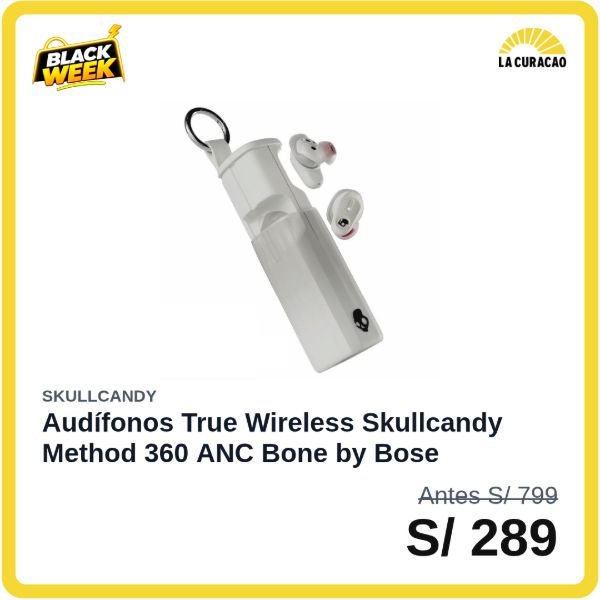 BLACK
WEEK
LA CURACAO
SKULLCANDY
Audífonos True Wireless Skullcandy
Method 360 ANC Bone by Bose
Antes S/ 799
S/ 289